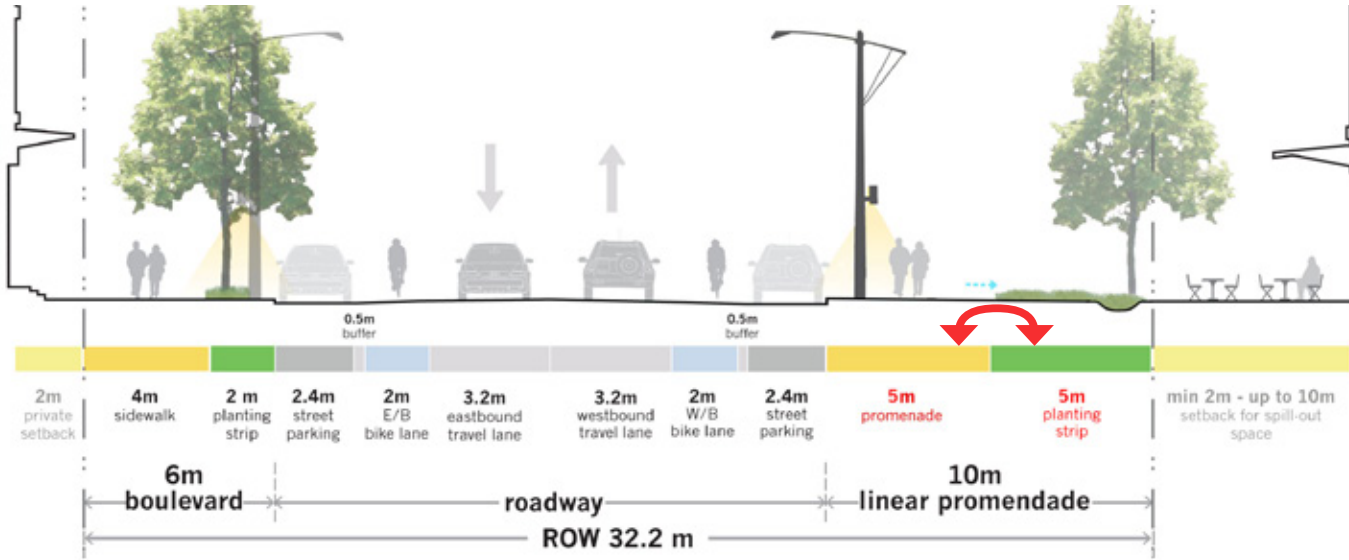 0.5m
buffer
0.5m
buffer
2m
private
setback
4m
sidewalk
2 m
planting
strip
2.4m
street
parking
2m
E/B
bike lane
3.2m
eastbound
travel lane
3.2m
westbound
travel lane
2m
W/B
bike lane
2.4m
street
parking
5m
promenade
5m
planting
strip
min 2m - up to 10m
setback for spill-out
space
6m
boulevard
roadway
10m
linear promendade
ROW 32.2 m